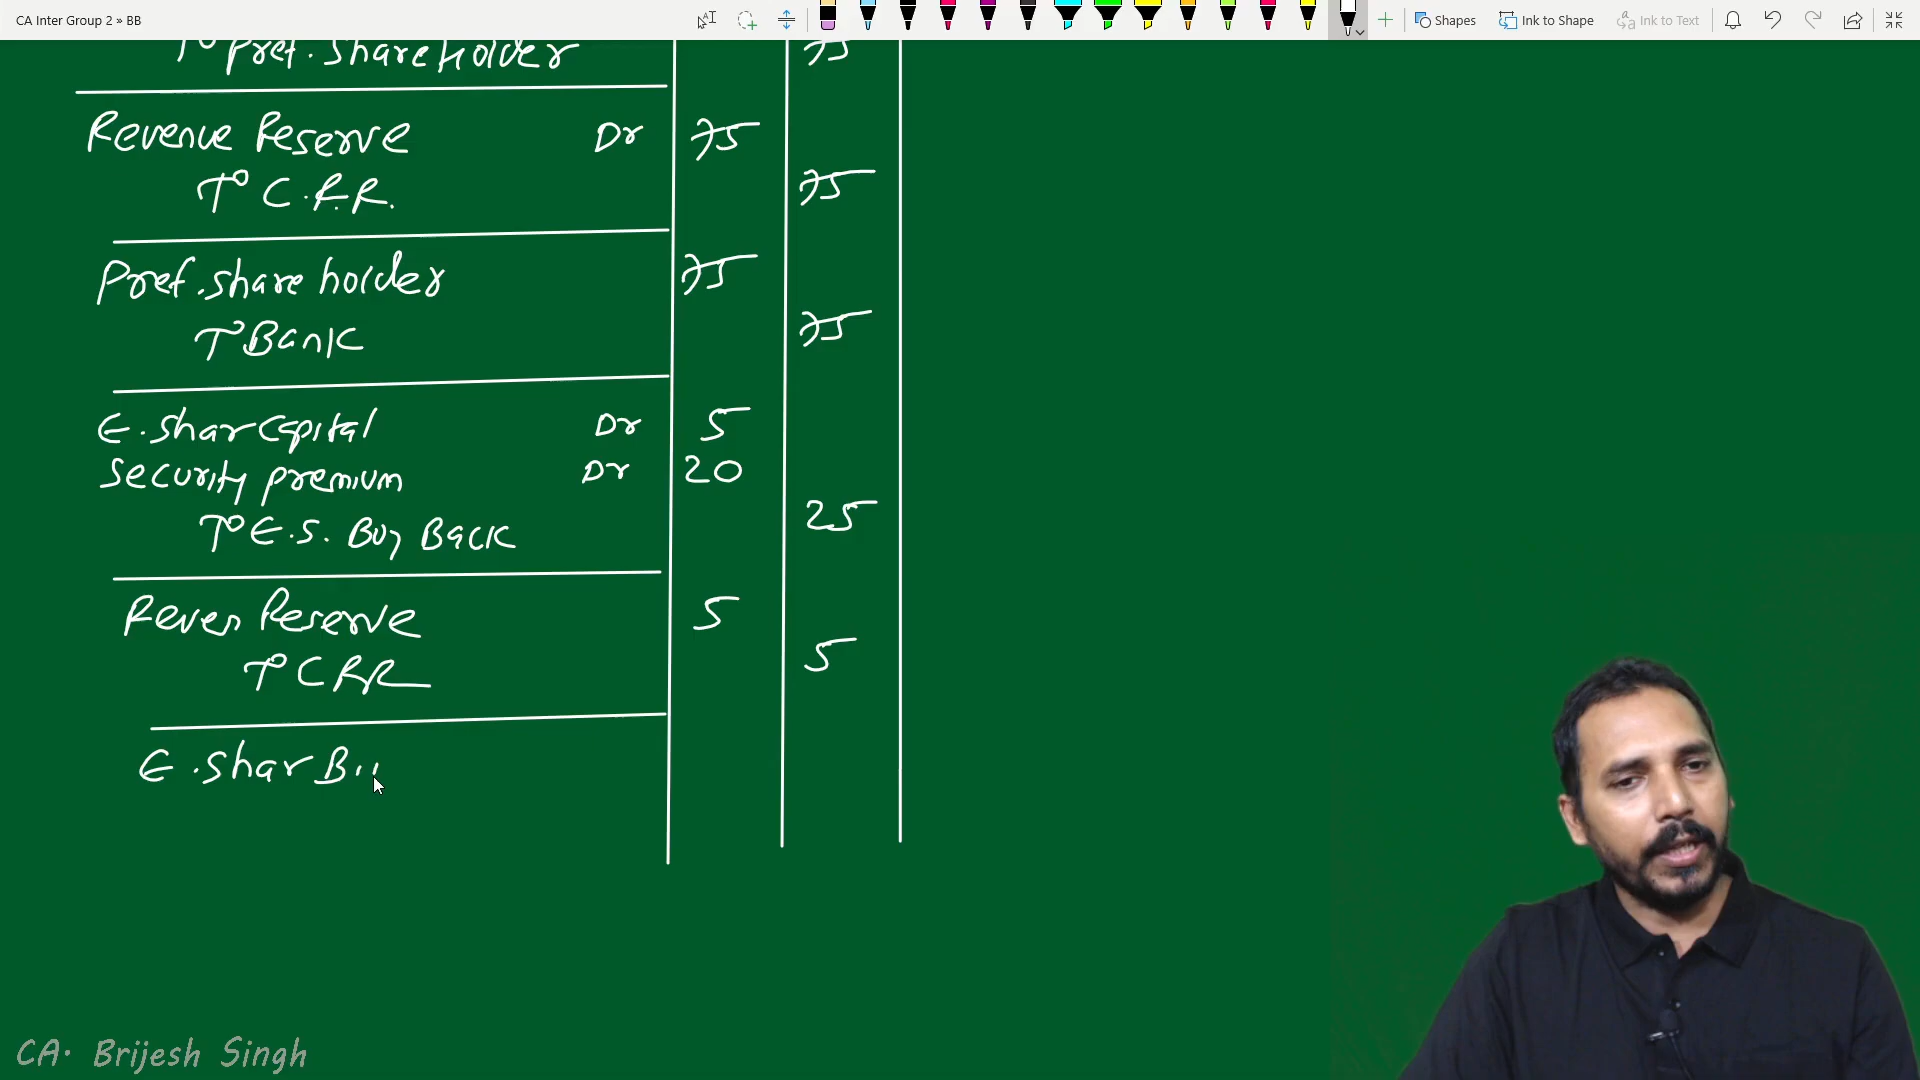 CA Inter Group 2 » BB
Shapes Ink to Shape Ink to Text
To Pref. Shareholder 75
Revenue Reserve Dr 75
To C.R.R. 75
Pref. share holder 75
To Bank 75
E. Shar Capital Dr 5
Security premium Dr 20
To E.S. Buy Back 25
Reven Reserve 5
To CRR 5
E. Shar Bu
CA. Brijesh Singh